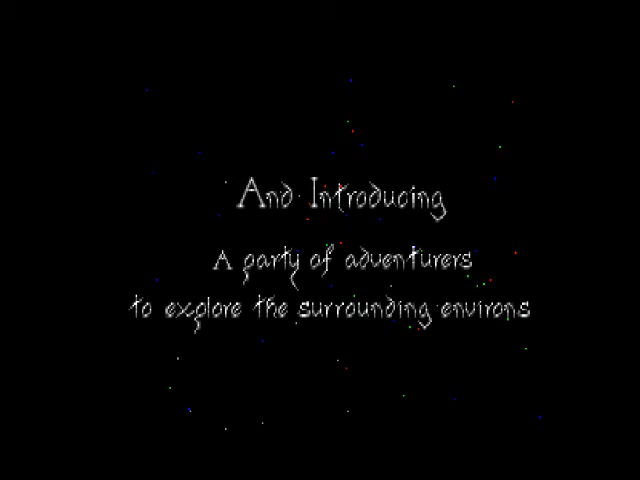 And Introducing
A party of adventurers
to explore the surrounding environs